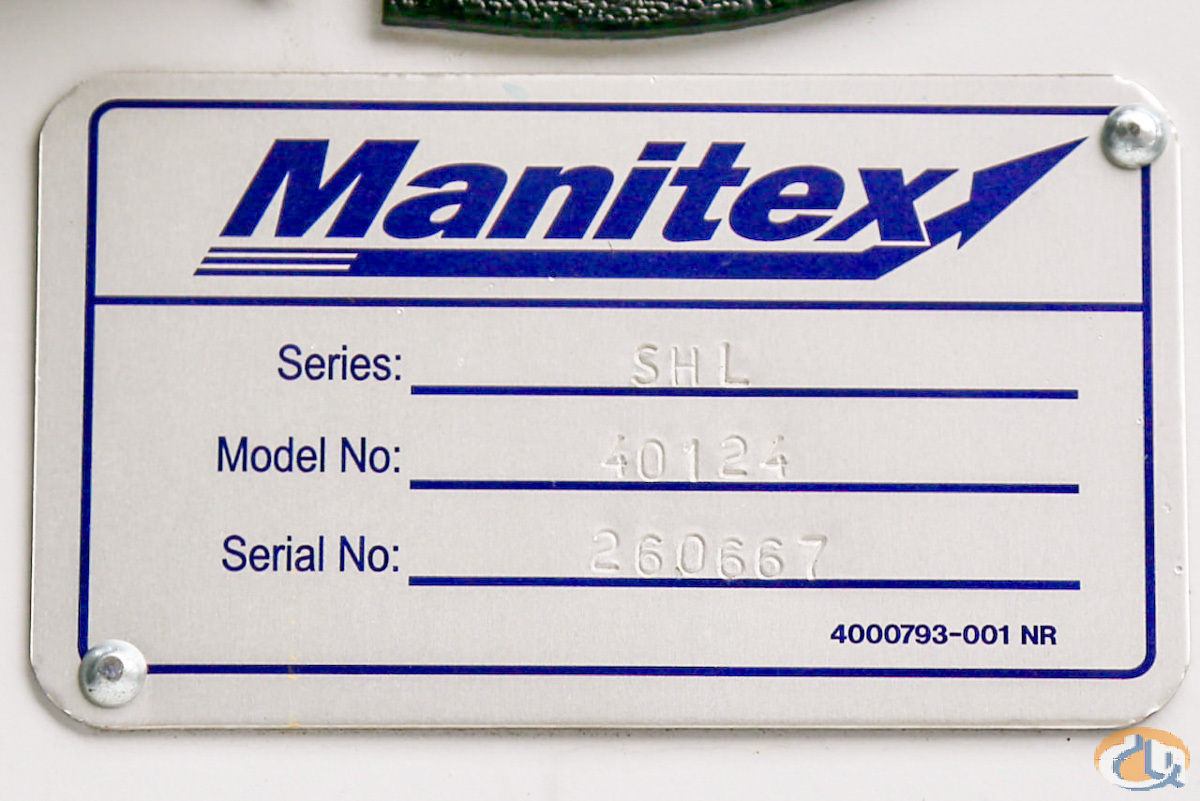 Manitex
Series: SHL
Model No: 40124
Serial No: 260667
4000793-001 NR